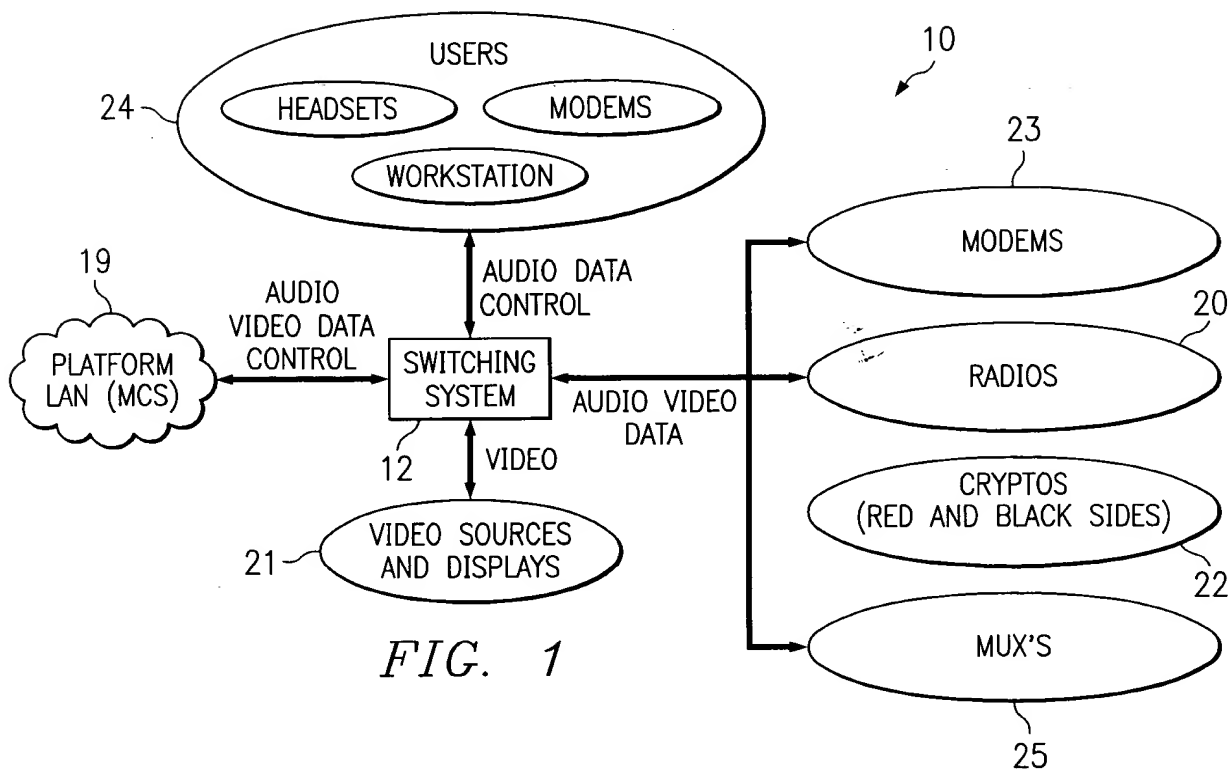 USERS
10
24
HEADSETS
MODEMS
WORKSTATION
23
MODEMS
19
AUDIO
VIDEO DATA
CONTROL
AUDIO DATA
CONTROL
20
PLATFORM
LAN (MCS)
SWITCHING
SYSTEM
AUDIO VIDEO
DATA
RADIOS
12
VIDEO
CRYPTOS
(RED AND BLACK SIDES)
22
21
VIDEO SOURCES
AND DISPLAYS
MUX'S
25
FIG. 1